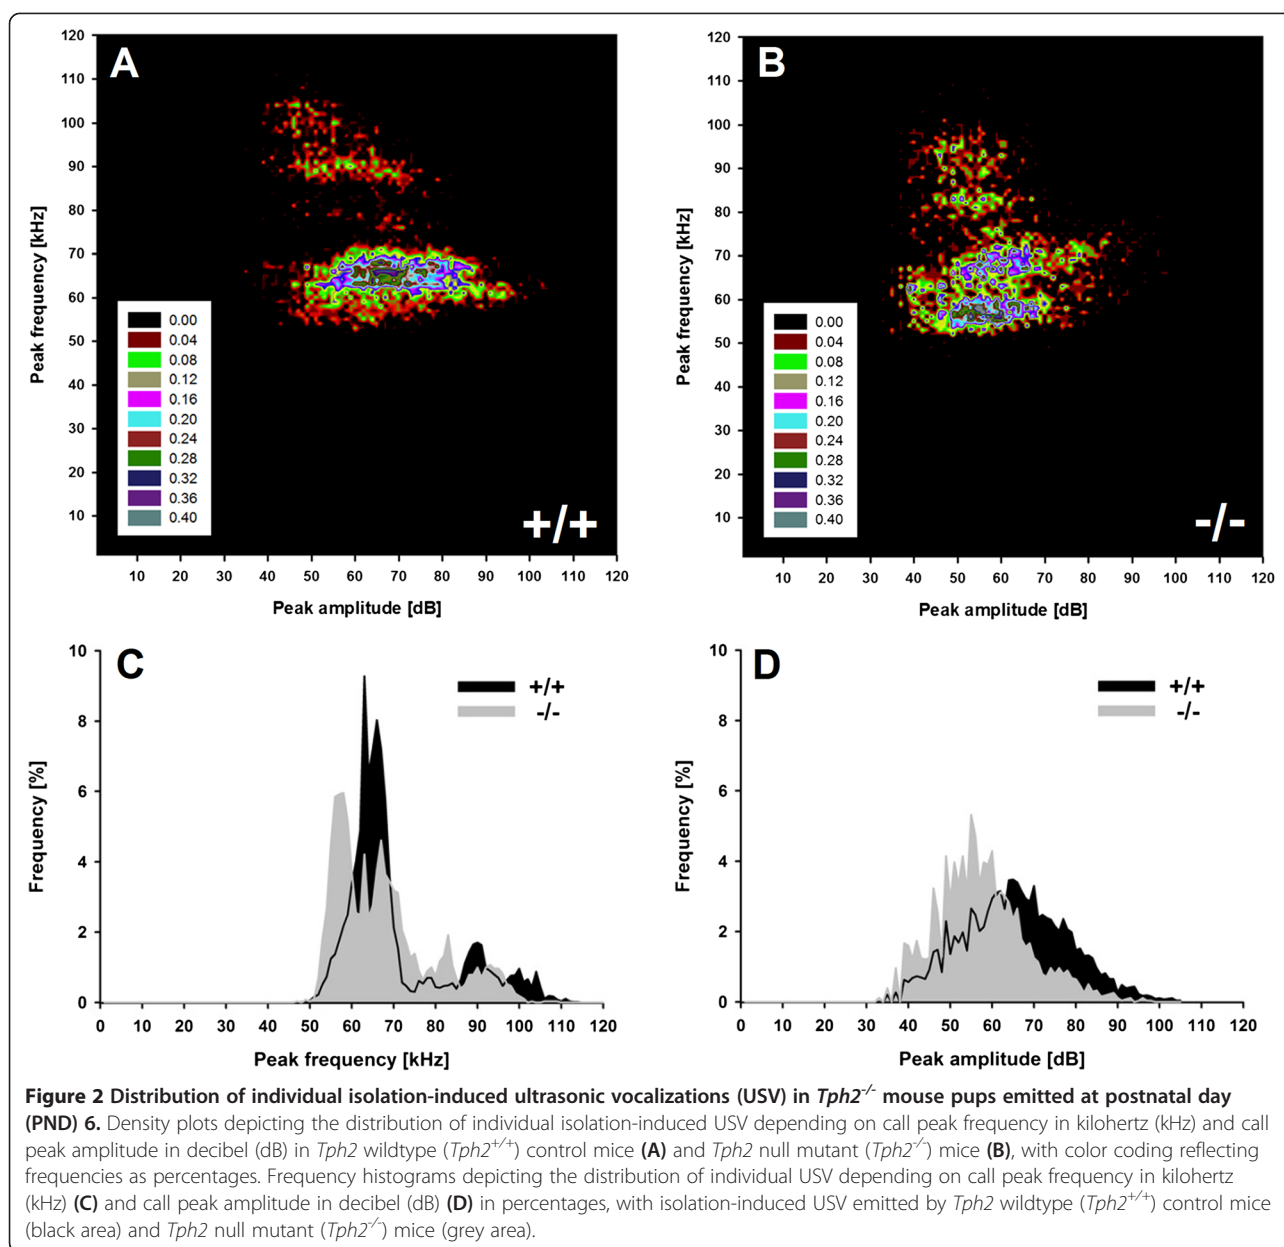 A
120
110
100
90
80
70
60
50
40
30
20
10
Peak frequency [kHz]
0.00
0.04
0.08
0.12
0.16
0.20
0.24
0.28
0.32
0.36
0.40
+/+
10 20 30 40 50 60 70 80 90 100 110 120
Peak amplitude [dB]
B
120
110
100
90
80
70
60
50
40
30
20
10
Peak frequency [kHz]
0.00
0.04
0.08
0.12
0.16
0.20
0.24
0.28
0.32
0.36
0.40
-/-
10 20 30 40 50 60 70 80 90 100 110 120
Peak amplitude [dB]
C
10
8
6
4
2
0
Frequency [%]
+/+
-/-
0 10 20 30 40 50 60 70 80 90 100 110 120
Peak frequency [kHz]
D
10
8
6
4
2
0
Frequency [%]
+/+
-/-
0 10 20 30 40 50 60 70 80 90 100 110 120
Peak amplitude [dB]
Figure 2 Distribution of individual isolation-induced ultrasonic vocalizations (USV) in Tph2-/- mouse pups emitted at postnatal day
(PND) 6. Density plots depicting the distribution of individual isolation-induced USV depending on call peak frequency in kilohertz (kHz) and call
peak amplitude in decibel (dB) in Tph2 wildtype (Tph2+/+) control mice (A) and Tph2 null mutant (Tph2-/-) mice (B), with color coding reflecting
frequencies as percentages. Frequency histograms depicting the distribution of individual USV depending on call peak frequency in kilohertz
(kHz) (C) and call peak amplitude in decibel (dB) (D) in percentages, with isolation-induced USV emitted by Tph2 wildtype (Tph2+/+) control mice
(black area) and Tph2 null mutant (Tph2-/-) mice (grey area).